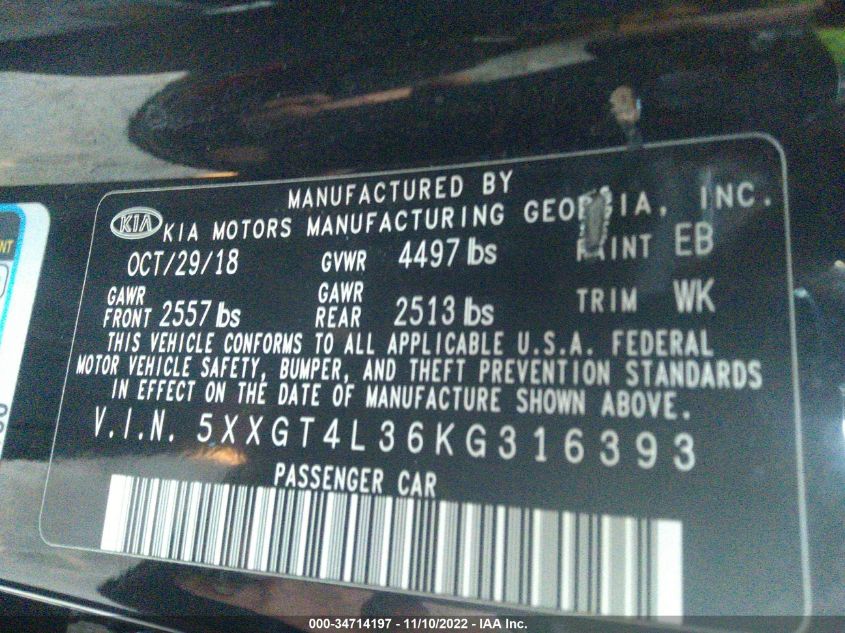 MANUFACTURED BY
KIA KIA MOTORS MANUFACTURING GEORGIA, INC.
OCT/29/18 GVWR 4497 lbs PAINT EB
GAWR FRONT 2557 lbs GAWR REAR 2513 lbs TRIM WK
THIS VEHICLE CONFORMS TO ALL APPLICABLE U.S.A. FEDERAL
MOTOR VEHICLE SAFETY, BUMPER, AND THEFT PREVENTION STANDARDS
IN EFFECT ON THE DATE OF MANUFACTURE SHOWN ABOVE.
V.I.N. 5XXGT4L36KG316393
PASSENGER CAR
000-34714197 - 11/10/2022 - IAA Inc.